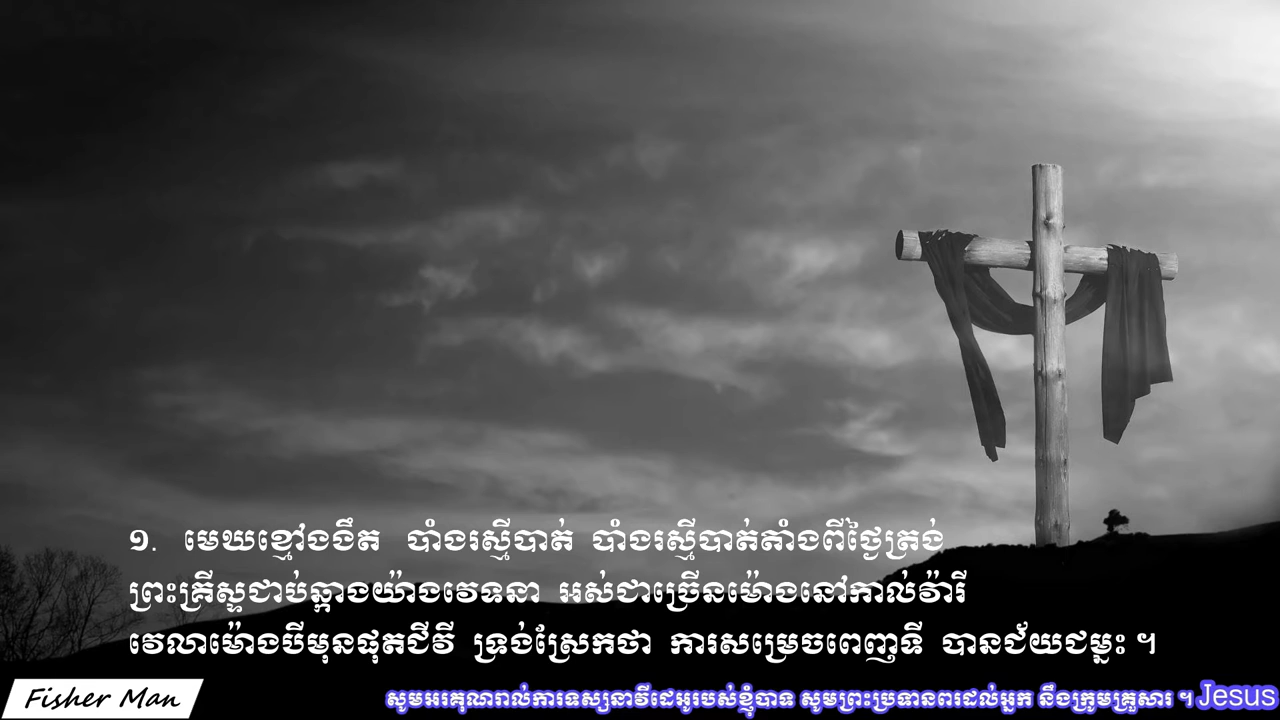 ១. មេឃខ្មៅងងឹត បាំងរស្មីបាត់ បាំងរស្មីបាត់តាំងពីថ្ងៃត្រង់
ព្រះគ្រីស្ទជាប់ឆ្កាងយ៉ាងវេទនា អស់ជាច្រើនម៉ោងនៅកាល់វ៉ារី
វេលាម៉ោងបីមុនផុតជីវី ទ្រង់ស្រែកថា ការសម្រេចពេញទី បានជ័យជម្នះ ។
Fisher Man
សូមអរគុណរាល់ការទស្សនាវីដេអូរបស់ខ្ញុំបាទ សូមព្រះប្រទានពរដល់អ្នក នឹងក្រុមគ្រួសារ ។ Jesus